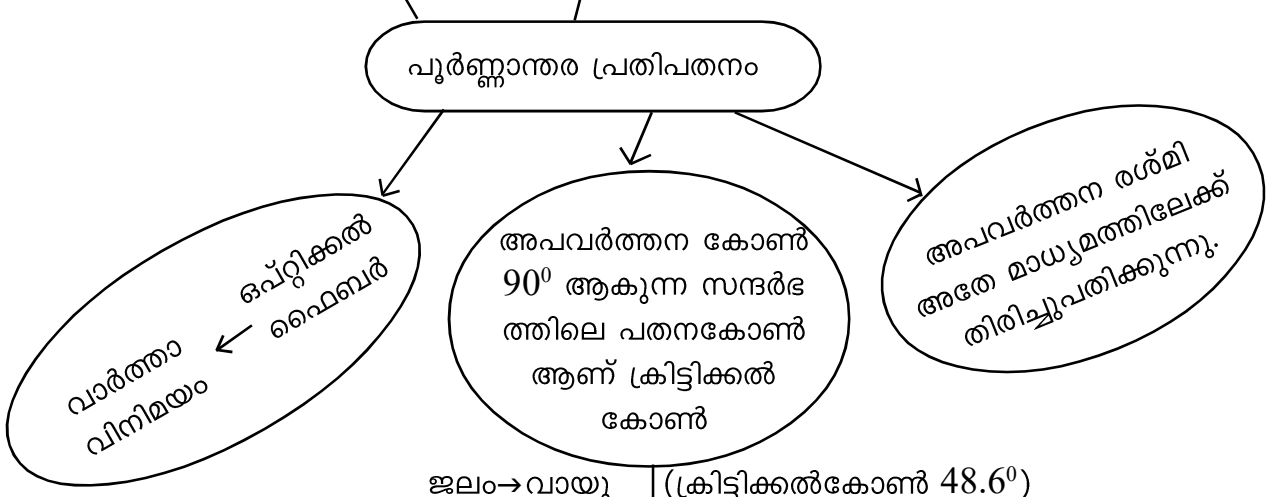 പൂർണ്ണാന്തര പ്രതിപതനം
ഒപ്റ്റിക്കൽ
ഫൈബർ
വാർത്താ
വിനിമയം
അപവർത്തന കോൺ
90⁰ ആകുന്ന സന്ദർഭ
ത്തിലെ പതനകോൺ
ആണ് ക്രിട്ടിക്കൽ
കോൺ
അപവർത്തന രശ്മി
അതേ മാധ്യമത്തിലേക്ക്
തിരിച്ചുപതിക്കുന്നു.
ജലം→വായു (ക്രിട്ടിക്കൽകോൺ 48.6⁰)